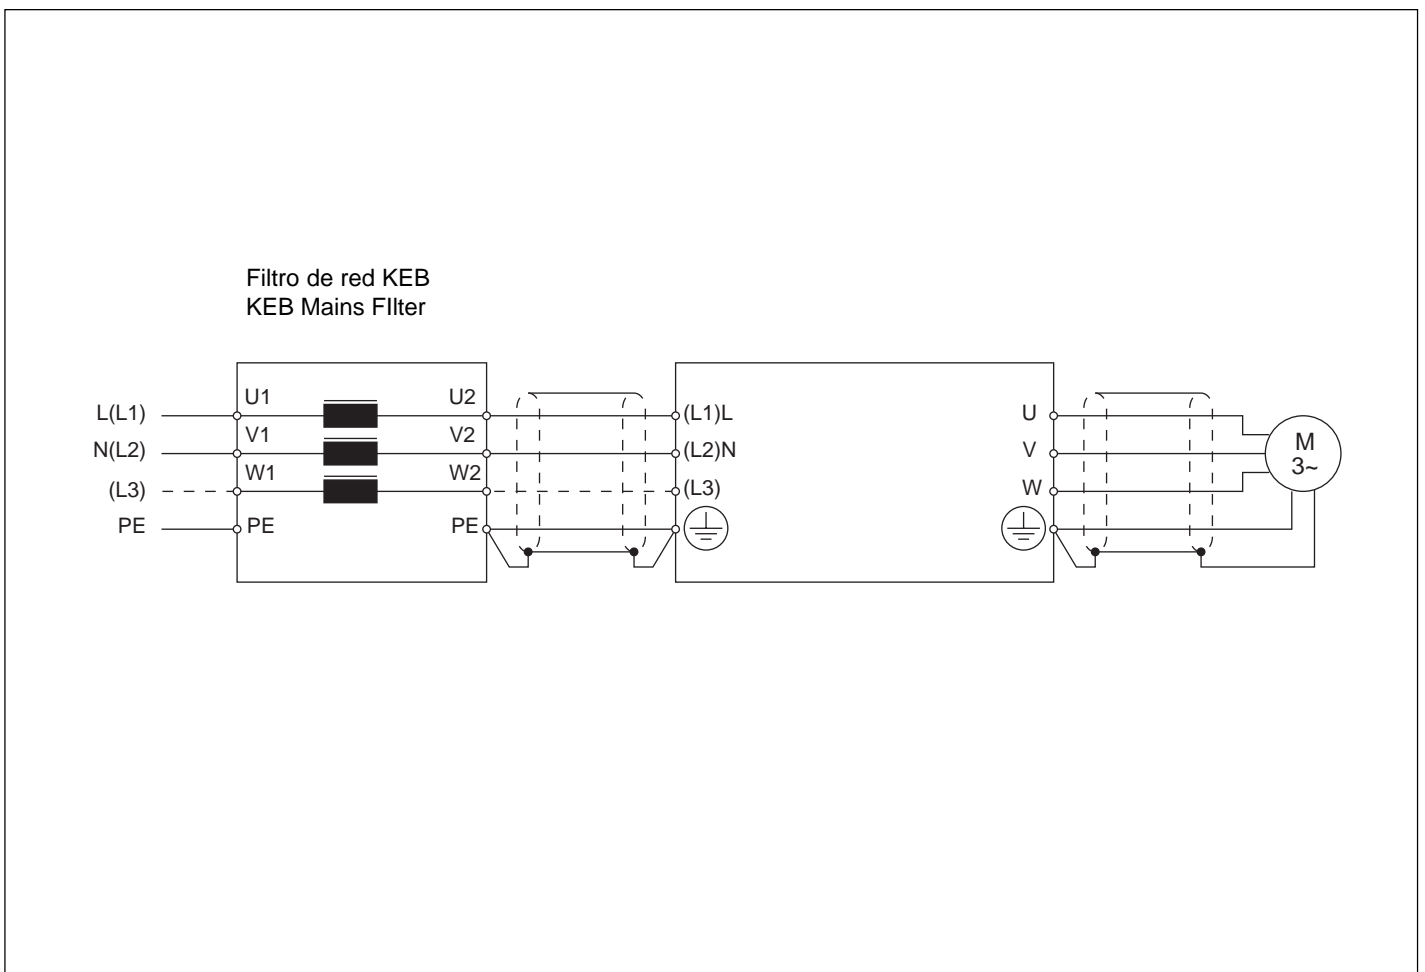 Filtro de red KEB
KEB Mains FIlter
U1 U2
L(L1) (L1)L U
V1 V2 M
N(L2) (L2)N V 3~
W1 W2
(L3) (L3) W
PE PE PE